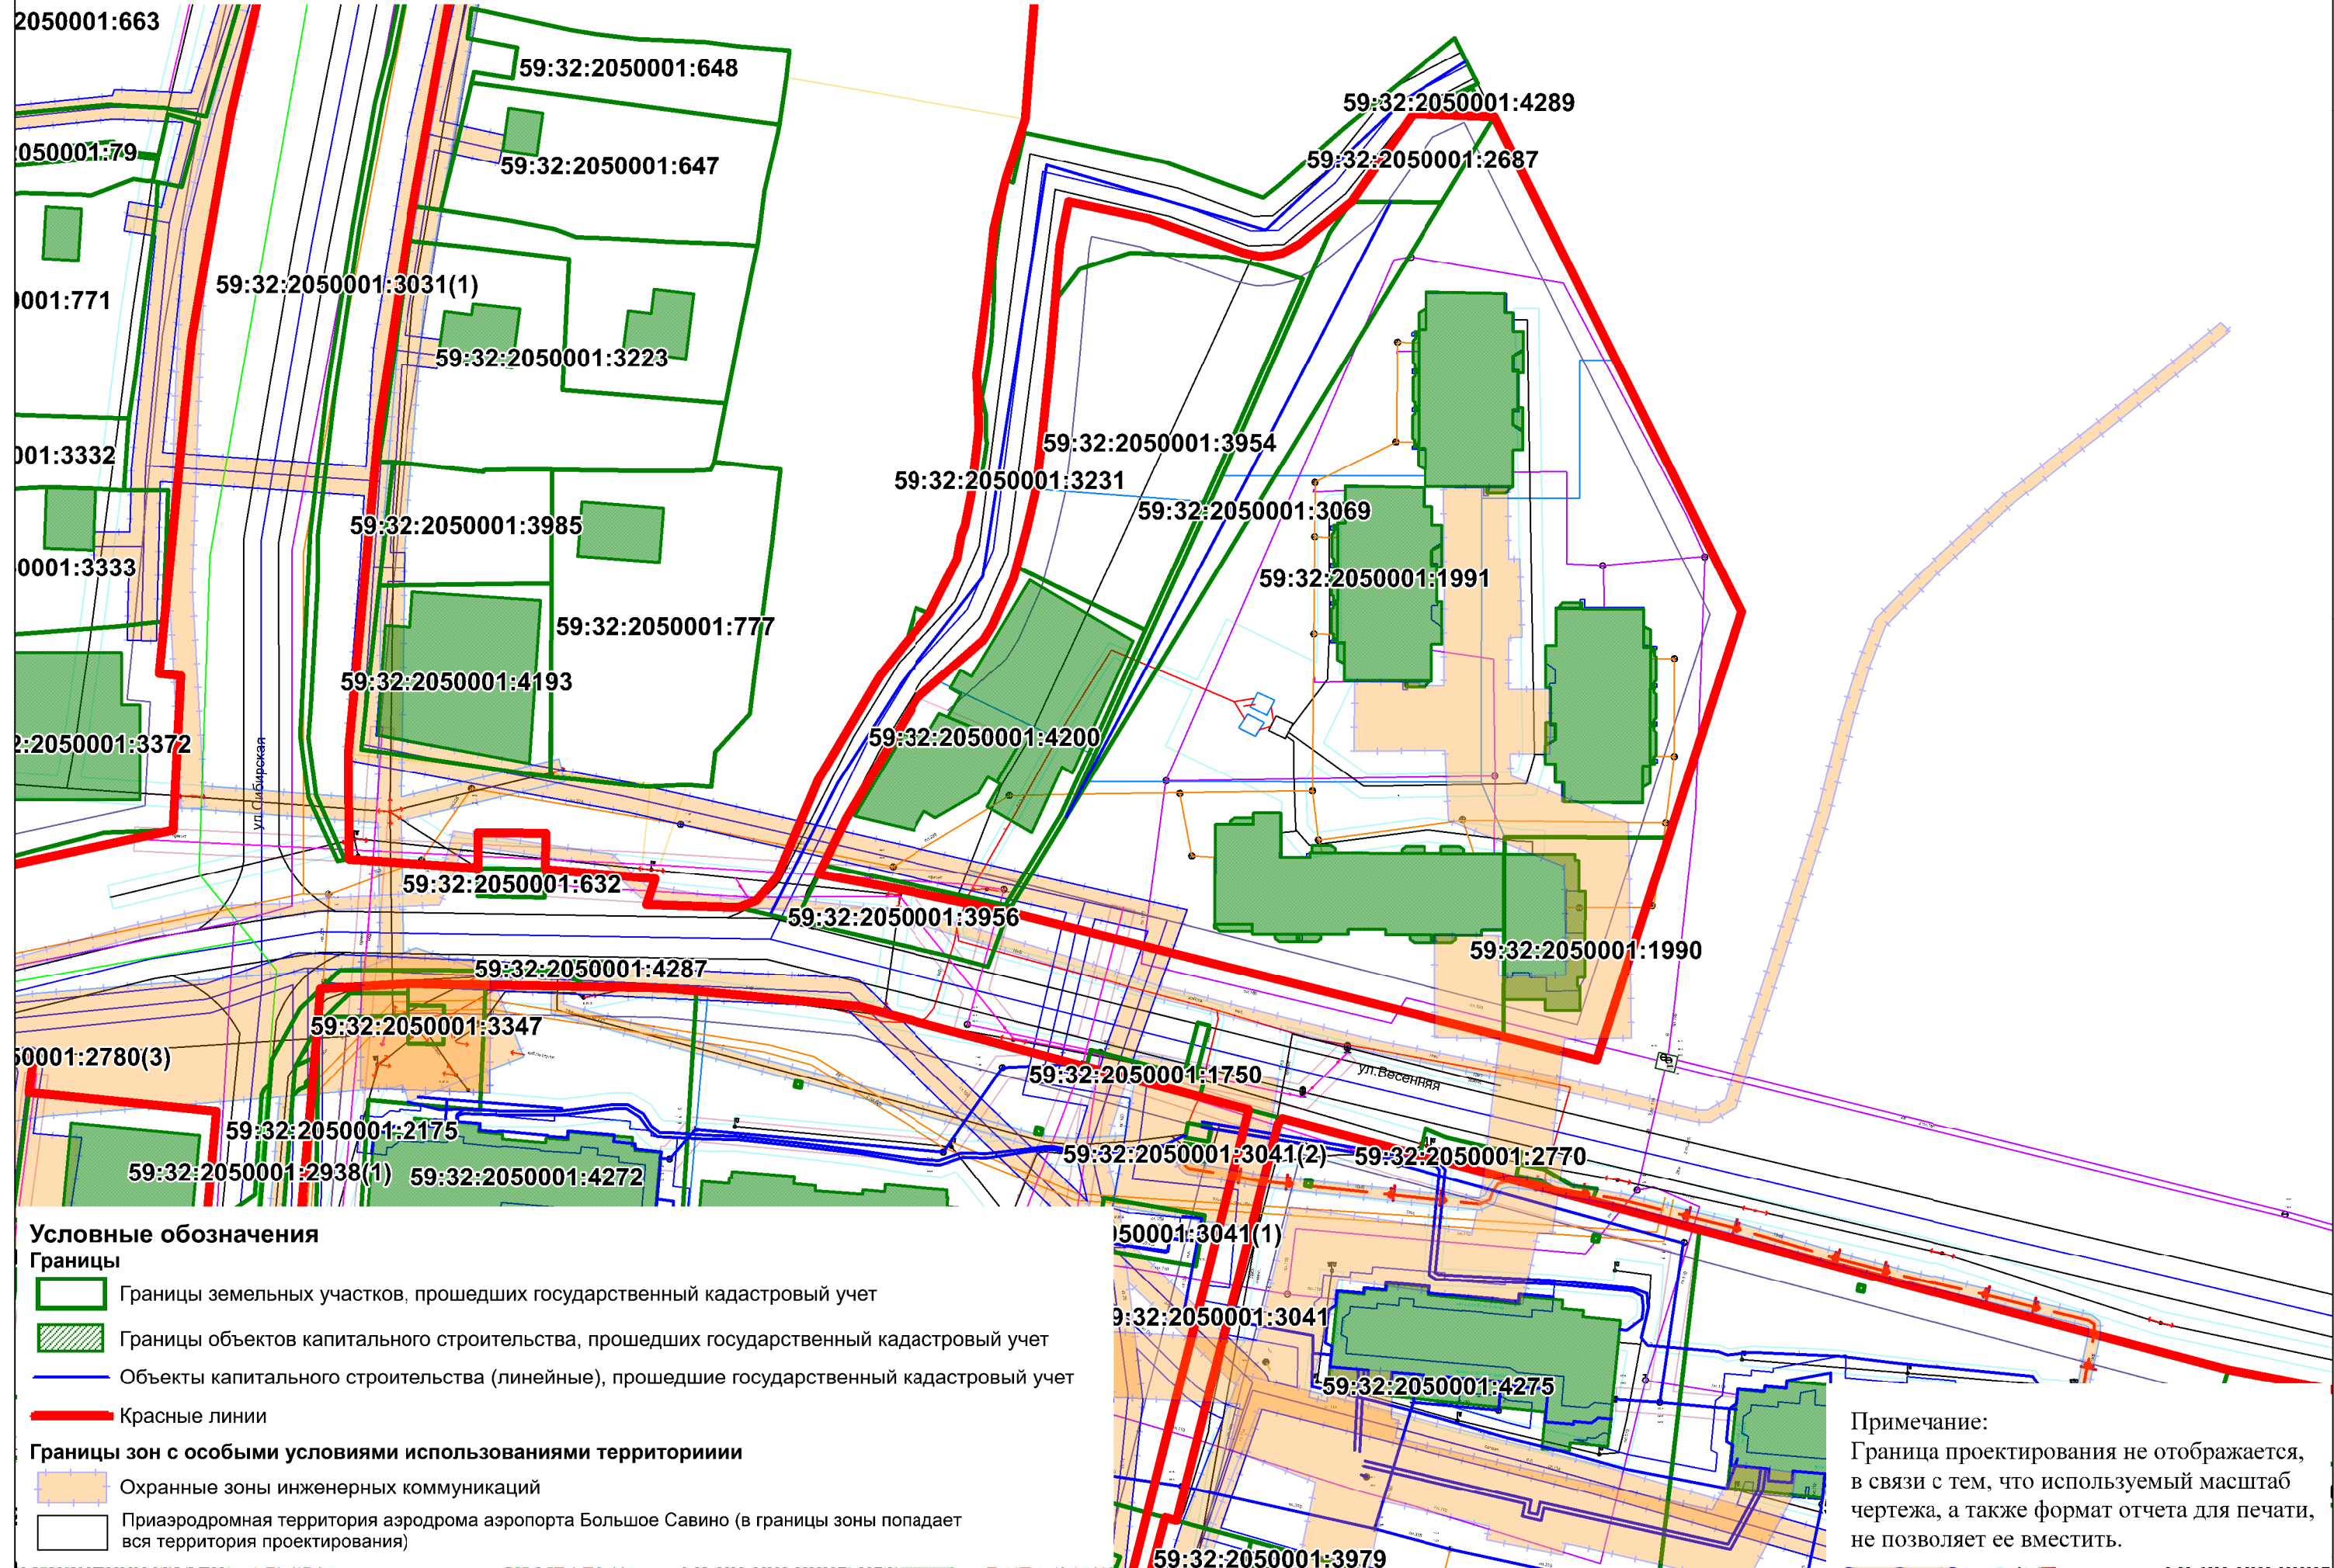 2050001:663
59:32:2050001:648
59:32:2050001:4289
2050001:79
59:32:2050001:647
59:32:2050001:2687
59:32:2050001:3031(1)
0001:771
59:32:2050001:3223
59:32:2050001:3954
001:3332
59:32:2050001:3231
59:32:2050001:3069
59:32:2050001:3985
0001:3333
59:32:2050001:1991
59:32:2050001:777
59:32:2050001:4193
2:2050001:3372
59:32:2050001:4200
ул.Сибирская
59:32:2050001:632
59:32:2050001:3956
59:32:2050001:1990
59:32:2050001:4287
59:32:2050001:3347
50001:2780(3)
59:32:2050001:1750
ул.Весенняя
59:32:2050001:2175
59:32:2050001:3041(2)
59:32:2050001:2770
59:32:2050001:2938(1)
59:32:2050001:4272
050001:3041(1)
9:32:2050001:3041
59:32:2050001:4275
59:32:2050001:3979
Условные обозначения
Границы
Границы земельных участков, прошедших государственный кадастровый учет
Границы объектов капитального строительства, прошедших государственный кадастровый учет
Объекты капитального строительства (линейные), прошедшие государственный кадастровый учет
Красные линии
Границы зон с особыми условиями использованиями территориии
Охранные зоны инженерных коммуникаций
Приаэродромная территория аэродрома аэропорта Большое Савино (в границы зоны попадает
вся территория проектирования)
Примечание:
Граница проектирования не отображается,
в связи с тем, что используемый масштаб
чертежа, а также формат отчета для печати,
не позволяет ее вместить.